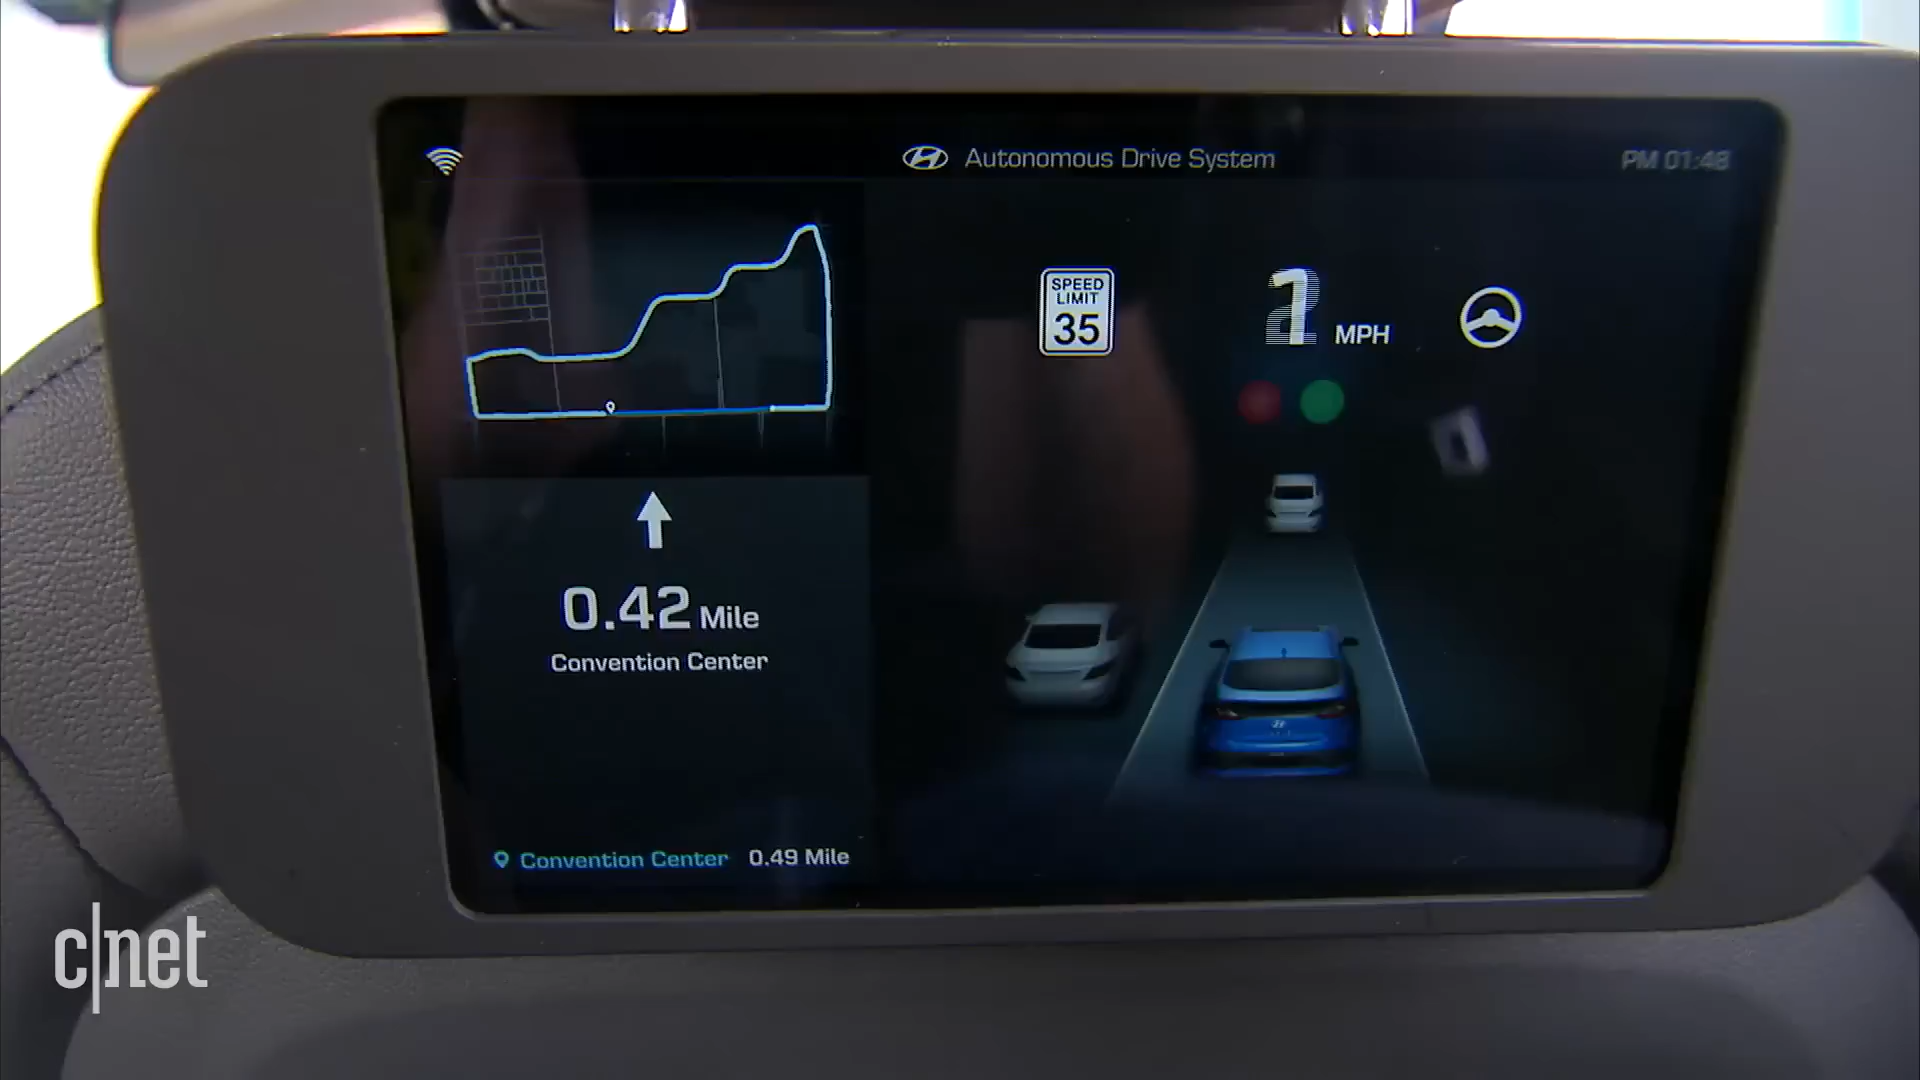 Autonomous Drive System
PM 01:48
SPEED
LIMIT
35
MPH
0.42 Mile
Convention Center
Convention Center 0.49 Mile
c|net